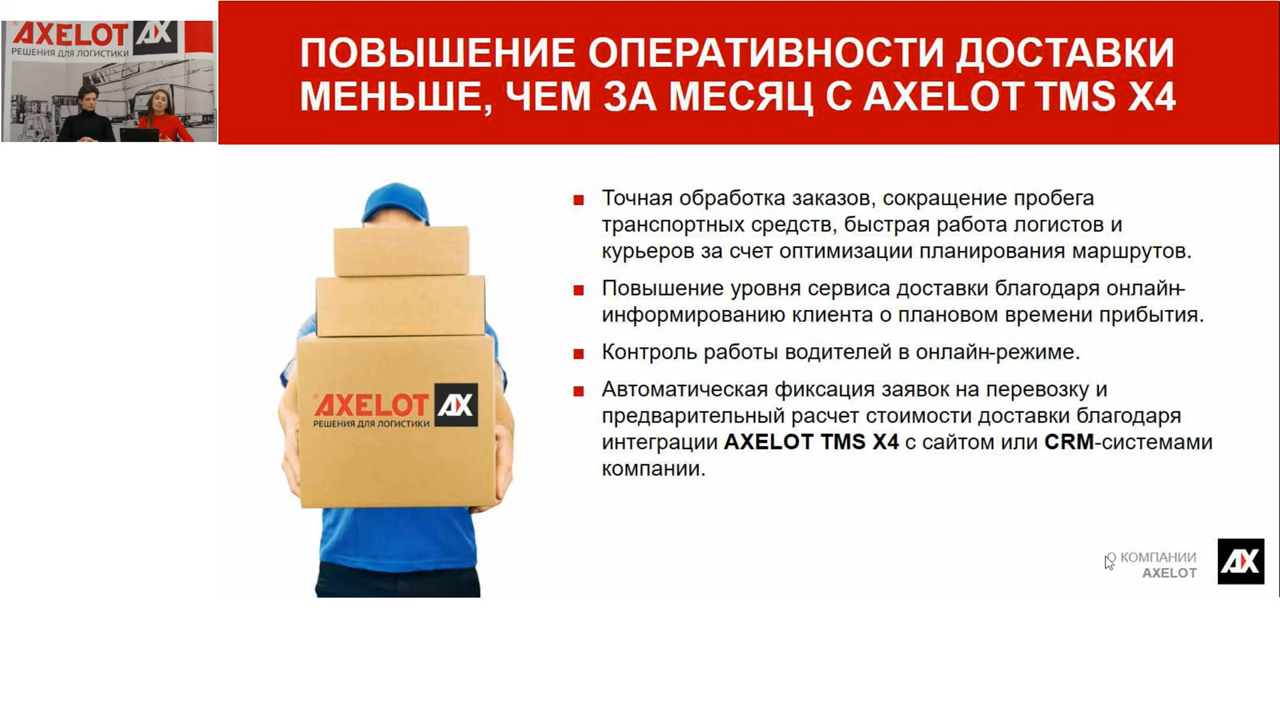 AXELOT AX
РЕШЕНИЯ ДЛЯ ЛОГИСТИКИ
ПОВЫШЕНИЕ ОПЕРАТИВНОСТИ ДОСТАВКИ
МЕНЬШЕ, ЧЕМ ЗА МЕСЯЦ С AXELOT TMS X4
Точная обработка заказов, сокращение пробега
транспортных средств, быстрая работа логистов и
курьеров за счет оптимизации планирования маршрутов.
Повышение уровня сервиса доставки благодаря онлайн-
информированию клиента о плановом времени прибытия.
Контроль работы водителей в онлайн-режиме.
Автоматическая фиксация заявок на перевозку и
предварительный расчет стоимости доставки благодаря
интеграции AXELOT TMS X4 с сайтом или CRM-системами
компании.
®AXELOT AX
РЕШЕНИЯ ДЛЯ ЛОГИСТИКИ
О КОМПАНИИ
AXELOT
AX